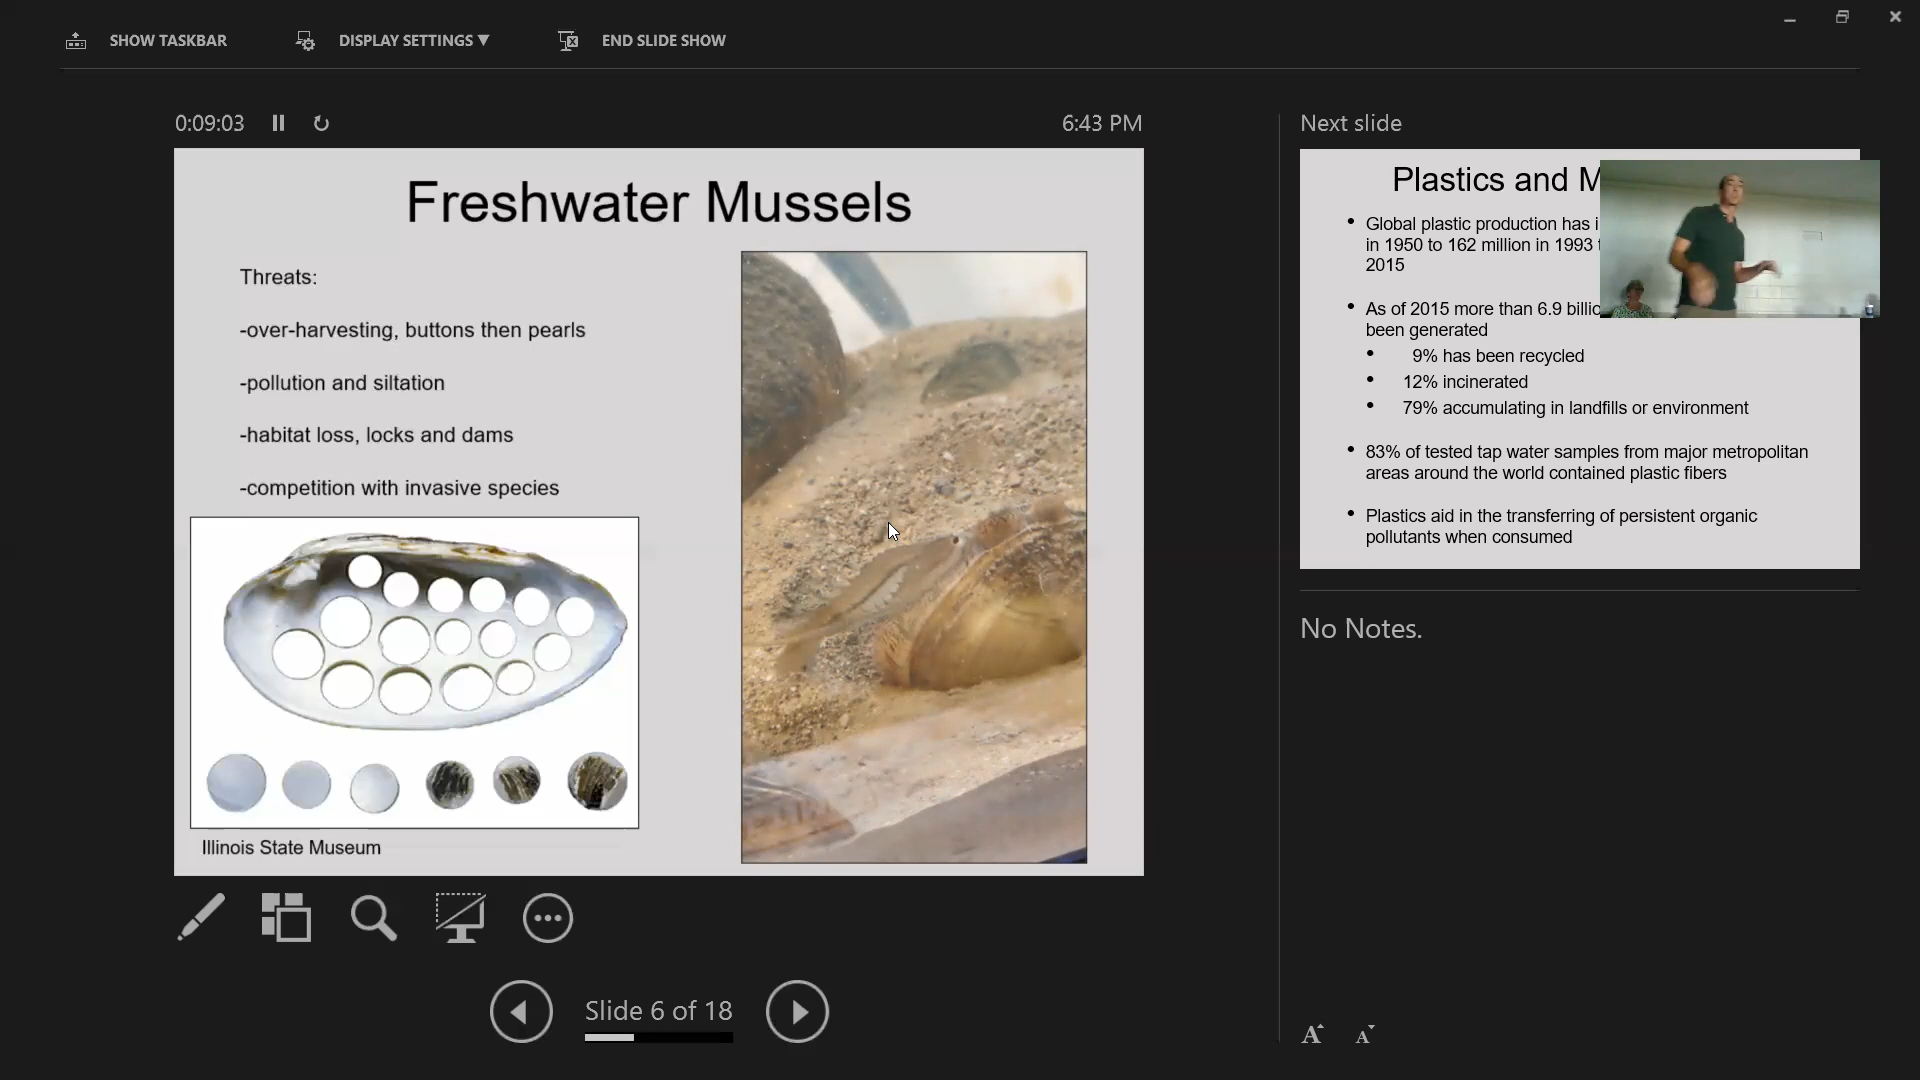 SHOW TASKBAR
DISPLAY SETTINGS ▼
END SLIDE SHOW
0:09:03
6:43 PM
Freshwater Mussels
Threats:
-over-harvesting, buttons then pearls
-pollution and siltation
-habitat loss, locks and dams
-competition with invasive species
Illinois State Museum
Slide 6 of 18
Next slide
Plastics and
• Global plastic production has
in 1950 to 162 million in 1993
2015
• As of 2015 more than 6.9
been generated
• 9% has been recycled
• 12% incinerated
• 79% accumulating in landfills or environment
• 83% of tested tap water samples from major metropolitan
areas around the world contained plastic fibers
• Plastics aid in the transferring of persistent organic
pollutants when consumed
No Notes.
A A